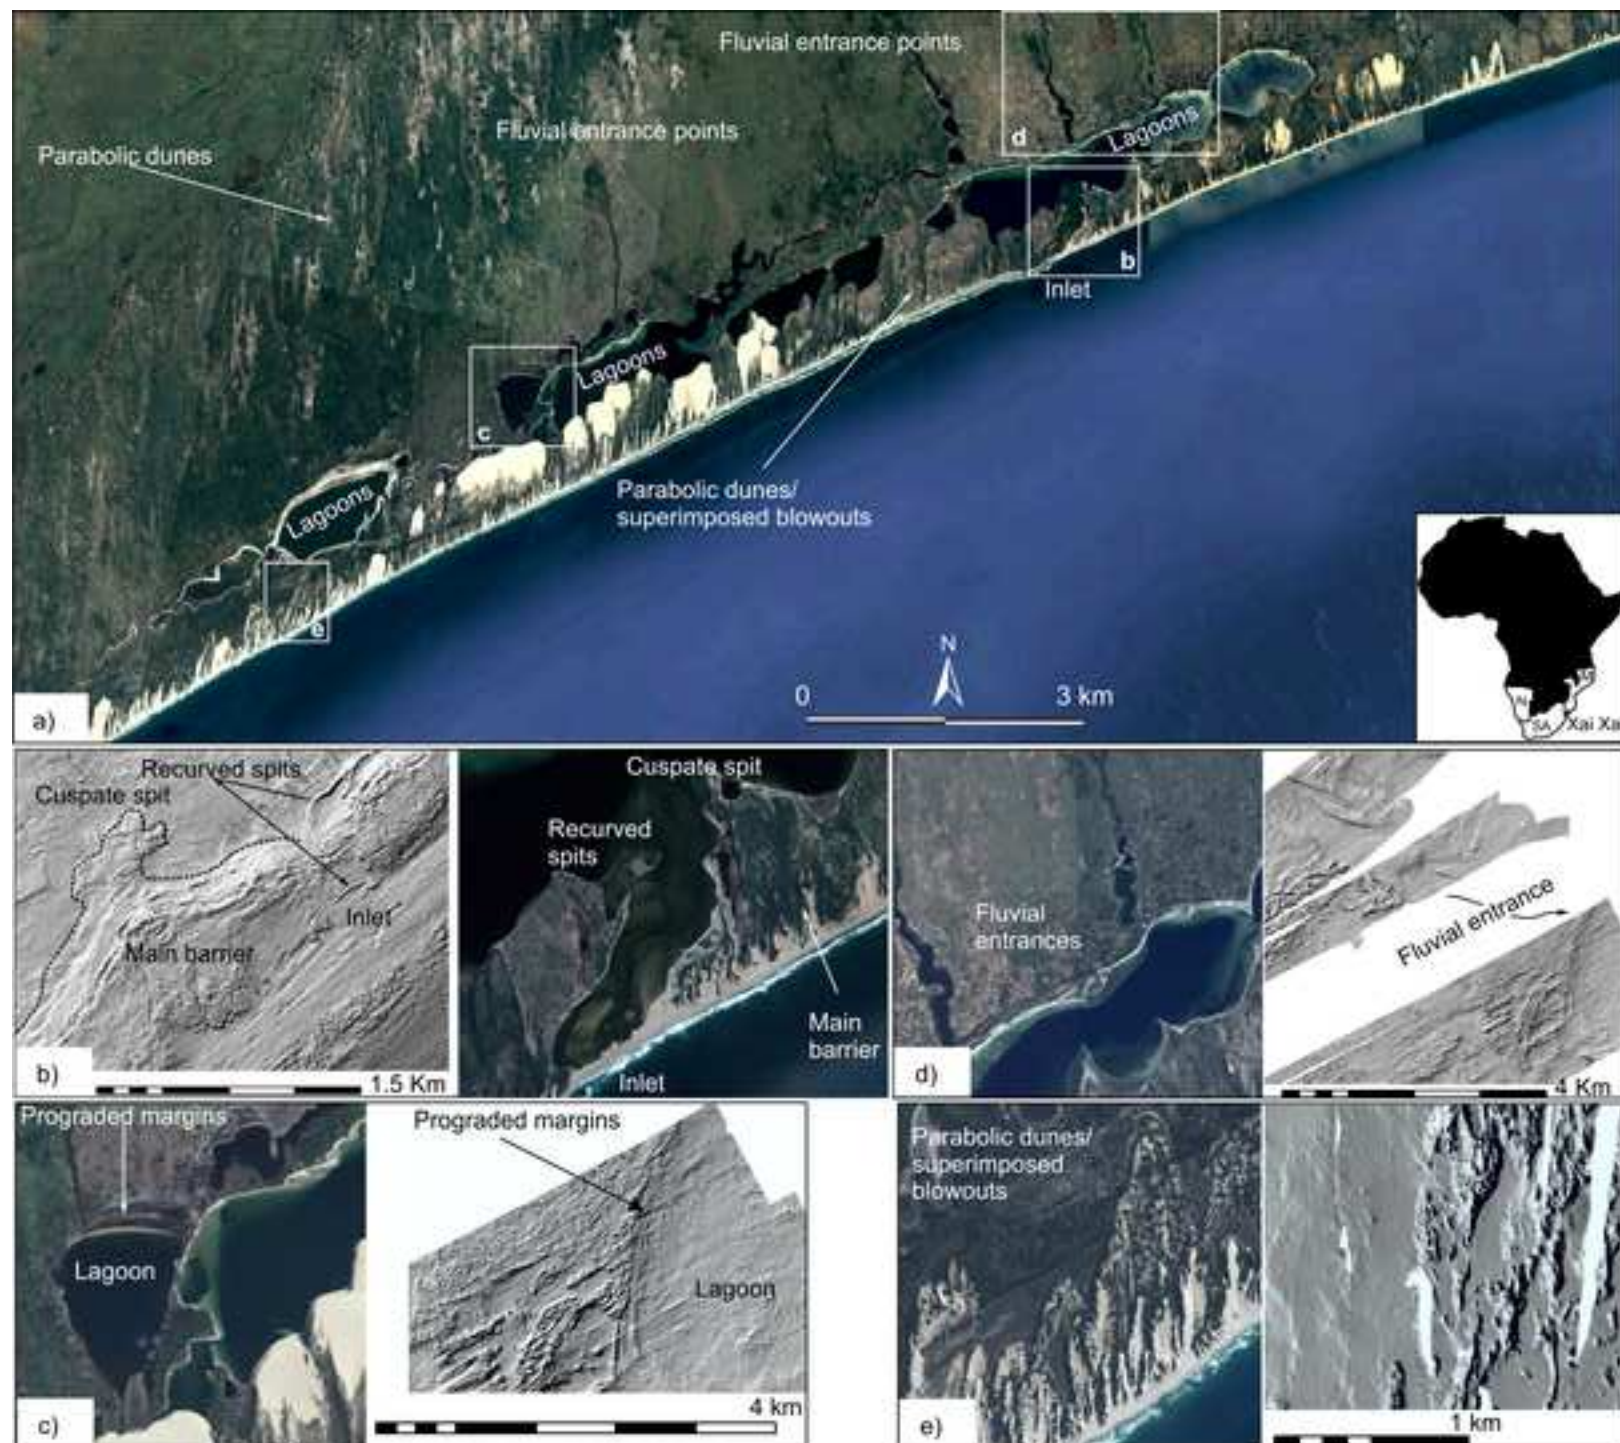 Fluvial entrance points
Fluvial entrance points
Parabolic dunes
d
Lagoons
b
Inlet
Lagoons
c
Lagoons
Parabolic dunes/
superimposed blowouts
e
N
0
3 km
N
M
SA
Xai Xai
a)
Recurved spits
Cuspate spit
Inlet
Main barrier
b)
1.5 Km
Cuspate spit
Recurved
spits
Main
barrier
Inlet
Fluvial
entrances
d)
Fluvial entrance
4 Km
Prograded margins
Lagoon
c)
Prograded margins
Lagoon
4 km
Parabolic dunes/
superimposed
blowouts
e)
1 km